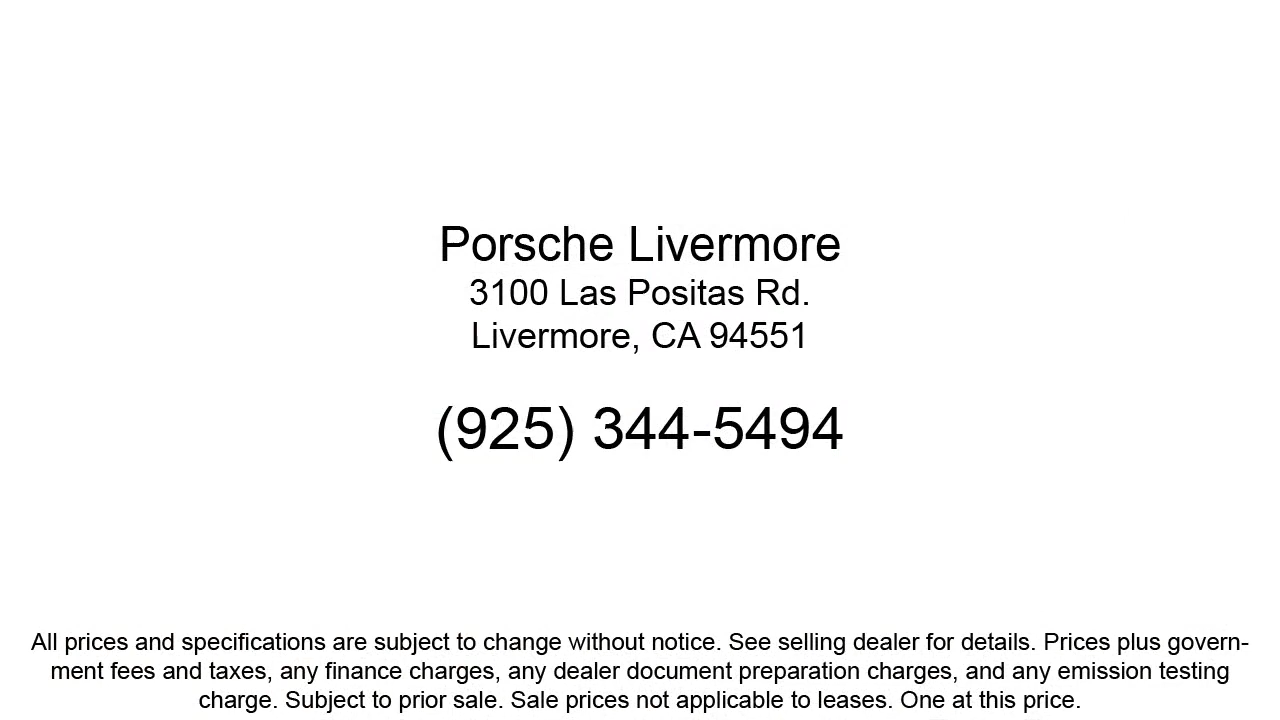 Porsche Livermore
3100 Las Positas Rd.
Livermore, CA 94551
(925) 344-5494
All prices and specifications are subject to change without notice. See selling dealer for details. Prices plus govern-
ment fees and taxes, any finance charges, any dealer document preparation charges, and any emission testing
charge. Subject to prior sale. Sale prices not applicable to leases. One at this price.